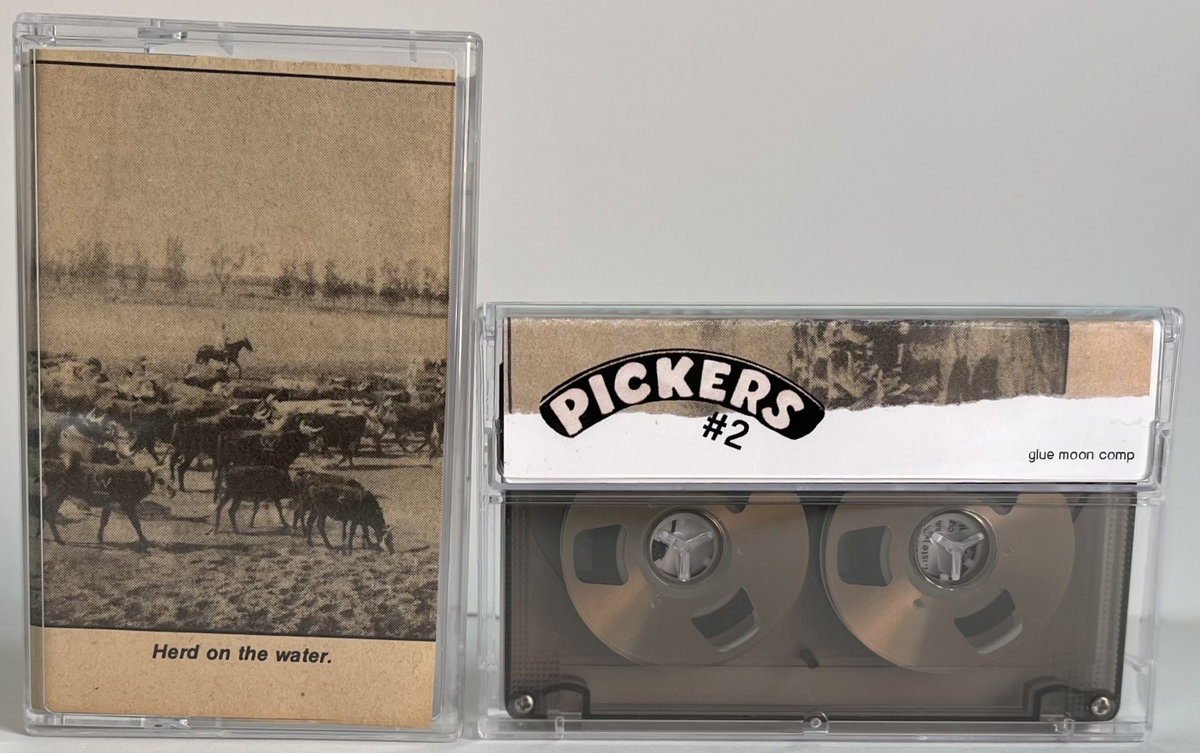 Herd on the water.
PICKERS
#2
glue moon comp